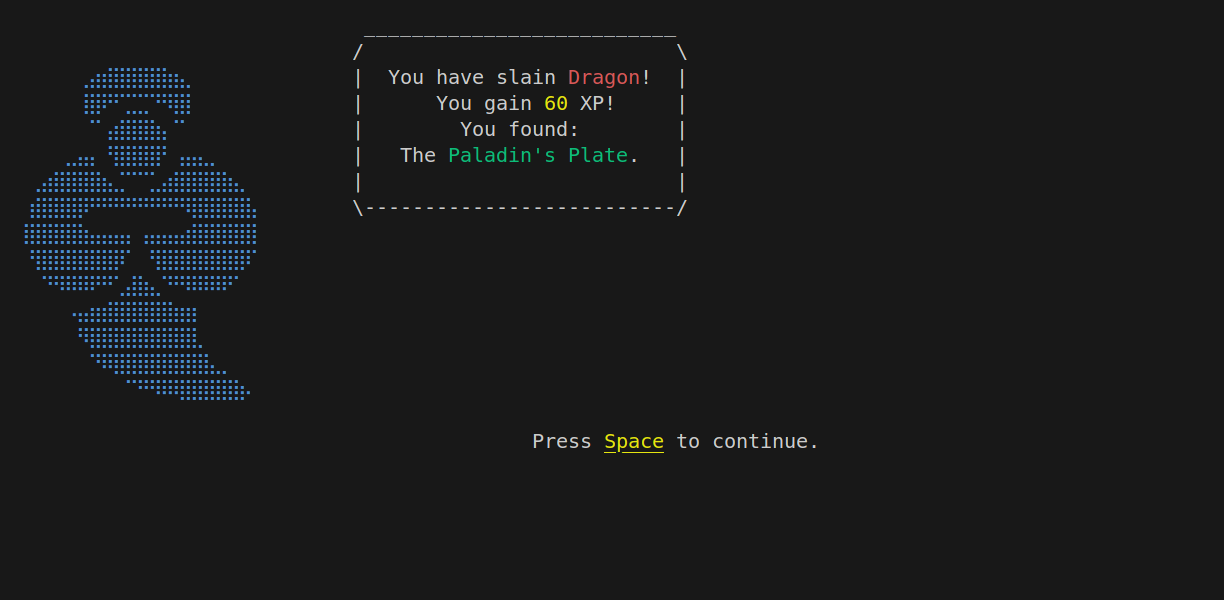 You have slain Dragon!
You gain 60 XP!
You found:
The Paladin's Plate.
Press Space to continue.